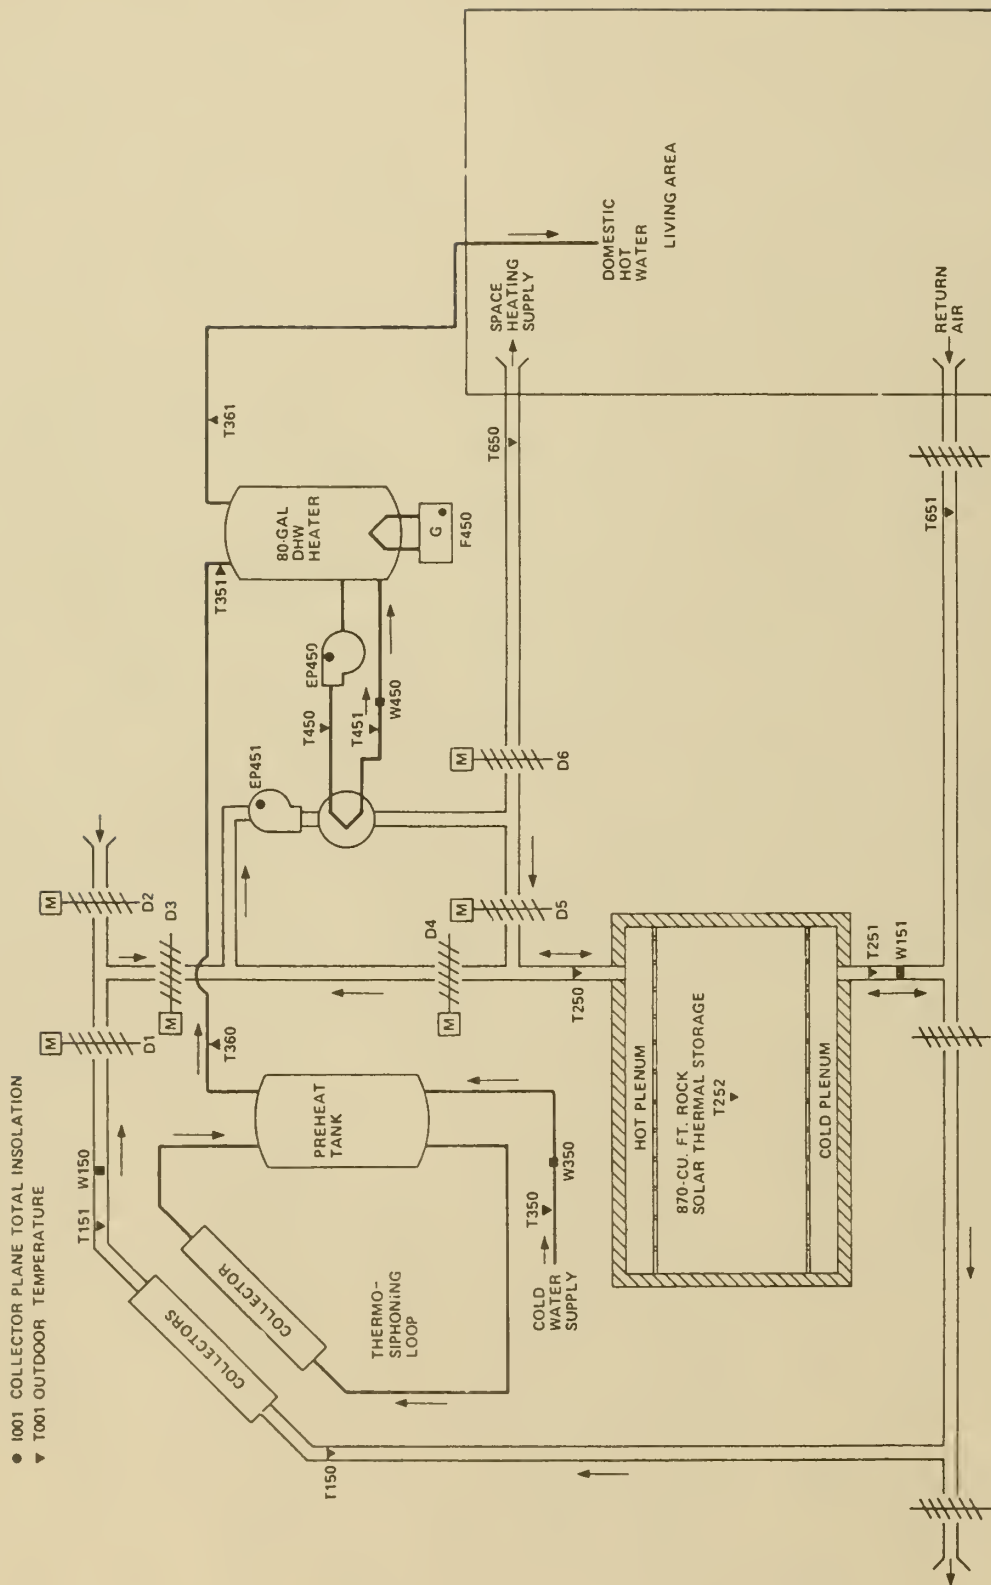 ● I001 COLLECTOR PLANE TOTAL INSOLATION
▼ T001 OUTDOOR TEMPERATURE
T151
W150
M
D1
M
D2
M
D3
COLLECTORS
COLLECTOR
THERMO-
SIPHONING
LOOP
T150
PREHEAT
TANK
T360
T350
W350
COLD
WATER
SUPPLY
M
D4
M
D5
M
D6
EP451
T450
T451
W450
EP450
T351
80-GAL
DHW
HEATER
G
F450
T361
T250
HOT PLENUM
870-CU. FT. ROCK
SOLAR THERMAL STORAGE
T252
COLD PLENUM
T251
W151
T650
SPACE
HEATING
SUPPLY
DOMESTIC
HOT
WATER
LIVING AREA
T651
RETURN
AIR